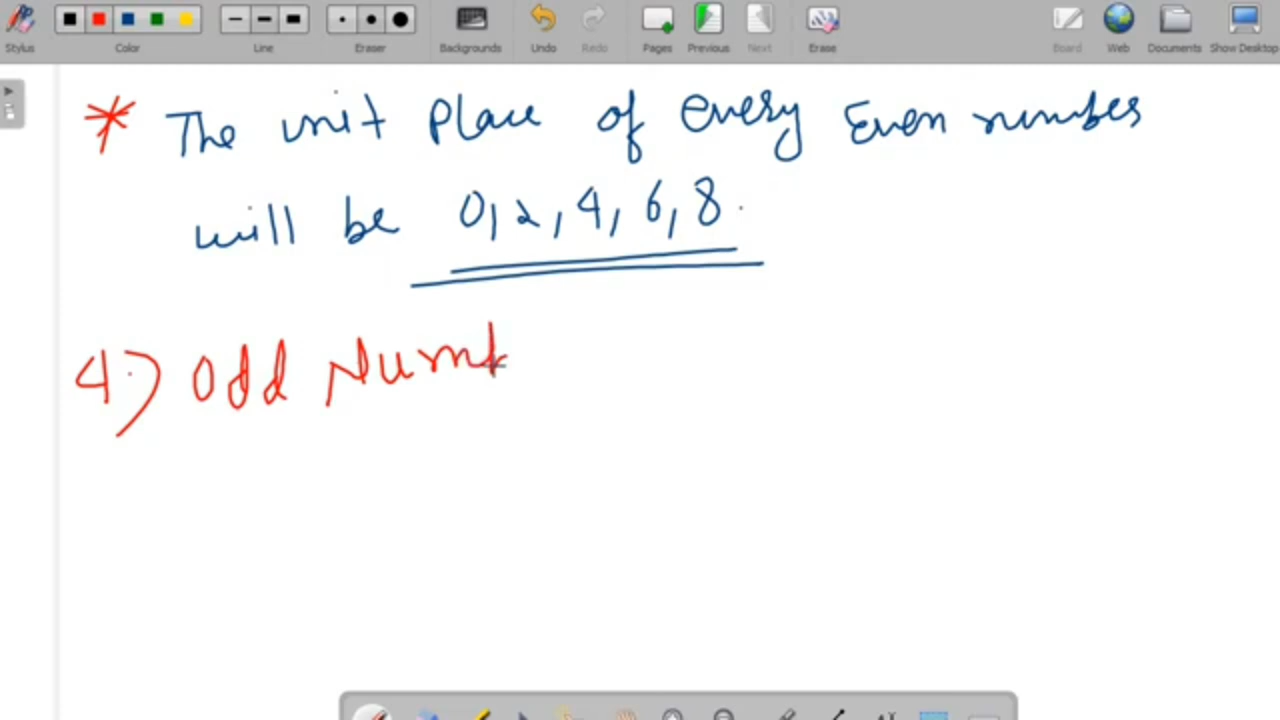 Stylus Color Line Eraser Backgrounds Undo Redo Pages Previous Next Erase Board Web Documents Show Desktop
* The unit place of every Even number
will be 0, 2, 4, 6, 8.
4.) Odd Numb